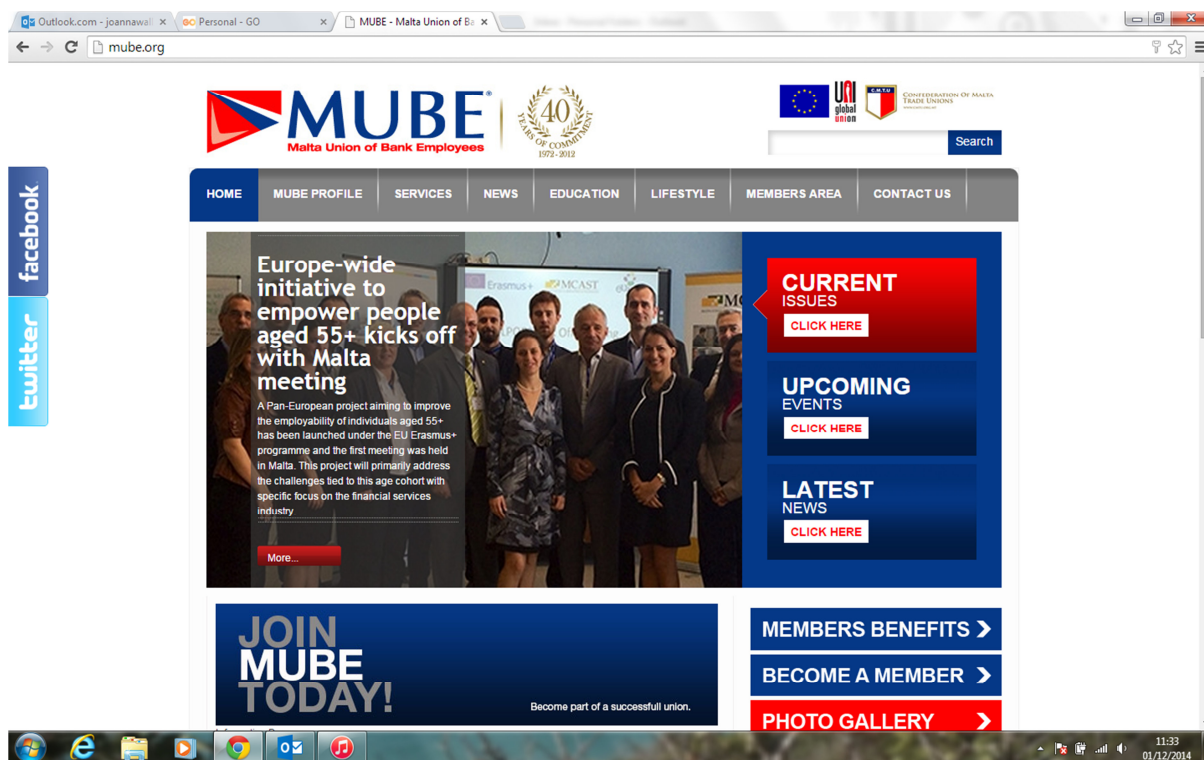 Outlook.com - joannawall
GO Personal - GO
MUBE - Malta Union of Ba
mube.org
MUBE
Malta Union of Bank Employees
40
YEARS OF COMMITMENT
1972 - 2012
UNI
global
union
C.M.T.U
CONFEDERATION OF MALTA
TRADE UNIONS
Search
facebook
twitter
HOME MUBE PROFILE SERVICES NEWS EDUCATION LIFESTYLE MEMBERS AREA CONTACT US
Europe-wide
initiative to
empower people
aged 55+ kicks off
with Malta
meeting
A Pan-European project aiming to improve
the employability of individuals aged 55+
has been launched under the EU Erasmus+
programme and the first meeting was held
in Malta. This project will primarily address
the challenges tied to this age cohort with
specific focus on the financial services
industry
More...
Erasmus+
MCAST
CURRENT
ISSUES
CLICK HERE
UPCOMING
EVENTS
CLICK HERE
LATEST
NEWS
CLICK HERE
JOIN
MUBE
TODAY!
Become part of a successfull union.
MEMBERS BENEFITS
BECOME A MEMBER
PHOTO GALLERY
11:33
01/12/2014